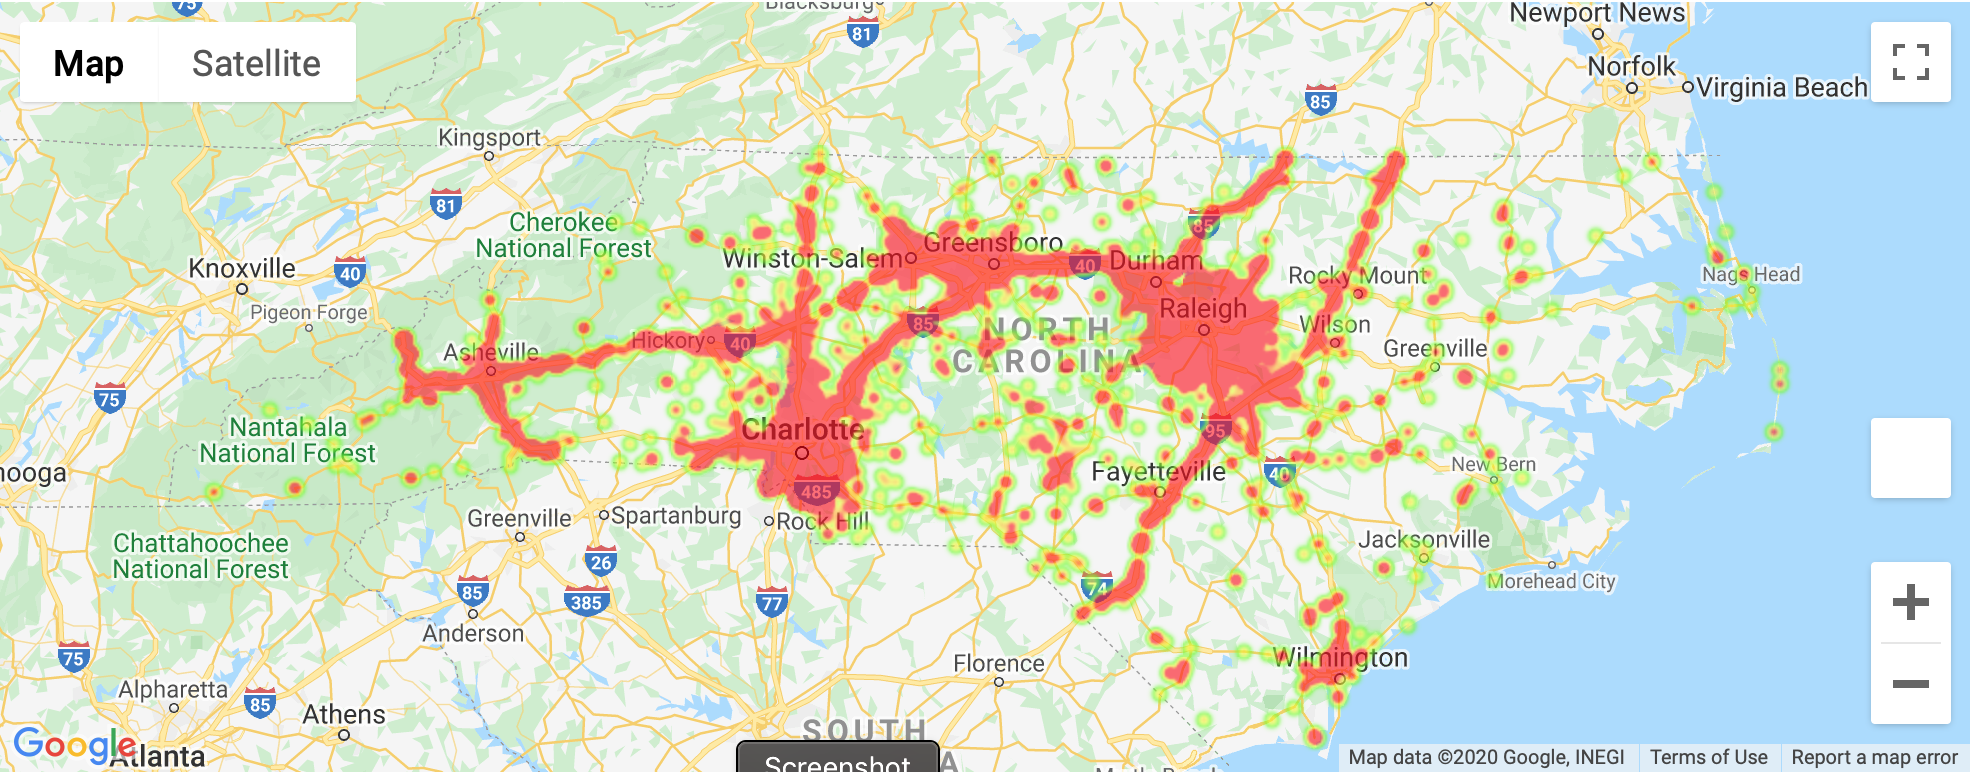 75
Blacksburg
81
Newport News
Map
Satellite
Norfolk
Virginia Beach
85
Kingsport
81
Cherokee
National Forest
85
Knoxville
40
Winston-Salem
Greensboro
40
Durham
Rocky Mount
Nags Head
Pigeon Forge
Raleigh
85
NORTH
CAROLINA
Wilson
Hickory
40
Asheville
Greenville
75
Nantahala
National Forest
Charlotte
95
nooga
485
Fayetteville
40
New Bern
Greenville
Spartanburg
Rock Hill
Chattahoochee
National Forest
Jacksonville
26
Morehead City
85
385
77
74
Anderson
75
Florence
Wilmington
Alpharetta
85
Athens
SOUTH
Google
Atlanta
Screenshot
A
Map data ©2020 Google, INEGI
Terms of Use
Report a map error